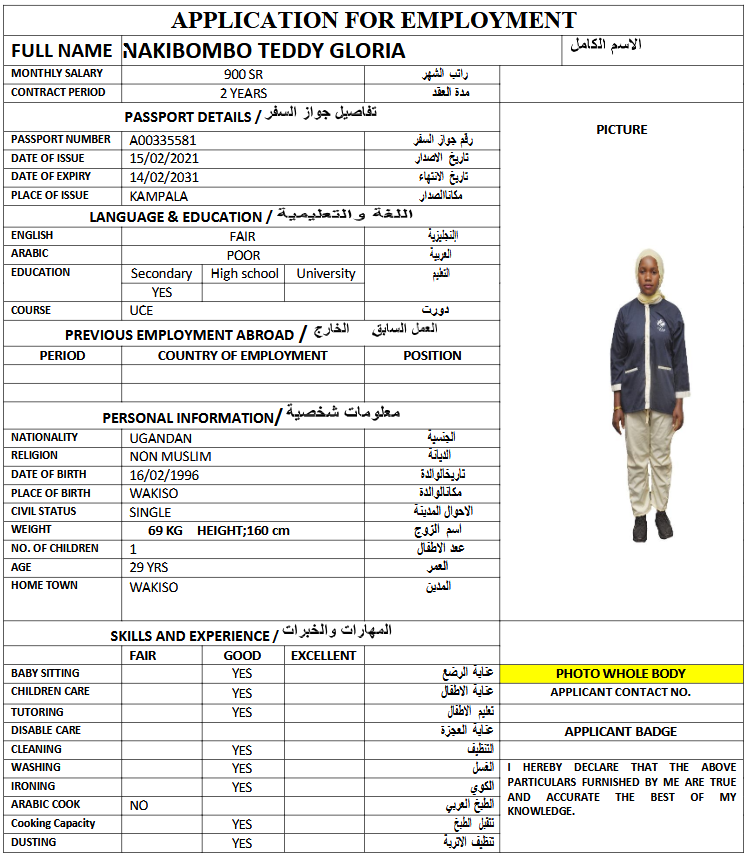 APPLICATION FOR EMPLOYMENT
FULL NAME NAKIBOMBO TEDDY GLORIA الاسم الكامل
MONTHLY SALARY 900 SR راتب الشهر
CONTRACT PERIOD 2 YEARS مدة العقد
PASSPORT DETAILS / تفاصيل جواز السفر
PICTURE
PASSPORT NUMBER A00335581 رقم جواز السفر
DATE OF ISSUE 15/02/2021 تاريخ الاصدار
DATE OF EXPIRY 14/02/2031 تاريخ الانتهاء
PLACE OF ISSUE KAMPALA مكاناالصدار
LANGUAGE & EDUCATION / اللغة والتعليمية
ENGLISH FAIR اإلنجليزية
ARABIC POOR العربية
EDUCATION Secondary High school University التعليم
YES
COURSE UCE دورت
PREVIOUS EMPLOYMENT ABROAD / العمل السابق الخارج
PERIOD COUNTRY OF EMPLOYMENT POSITION
PERSONAL INFORMATION/ معلومات شخصية
NATIONALITY UGANDAN الجنسية
RELIGION NON MUSLIM الديانة
DATE OF BIRTH 16/02/1996 تاريخالوالدة
PLACE OF BIRTH WAKISO مكانالوالدة
CIVIL STATUS SINGLE الاحوال المدينة
WEIGHT 69 KG HEIGHT;160 cm اسم الزوج
NO. OF CHILDREN 1 عدد الاطفال
AGE 29 YRS العمر
HOME TOWN WAKISO المدين
SKILLS AND EXPERIENCE / المهارات والخبرات
FAIR GOOD EXCELLENT
BABY SITTING YES عناية الرضع PHOTO WHOLE BODY
CHILDREN CARE YES عناية الاطفال APPLICANT CONTACT NO.
TUTORING YES تعليم الاطفال
DISABLE CARE عناية العجزة APPLICANT BADGE
CLEANING YES التنظيف
WASHING YES الغسل
IRONING YES الكوي
ARABIC COOK NO الطبخ العربي
Cooking Capacity YES تتقبل الطبخ
DUSTING YES تنظيف الاتربة
I HEREBY DECLARE THAT THE ABOVE
PARTICULARS FURNISHED BY ME ARE TRUE
AND ACCURATE THE BEST OF MY
KNOWLEDGE.